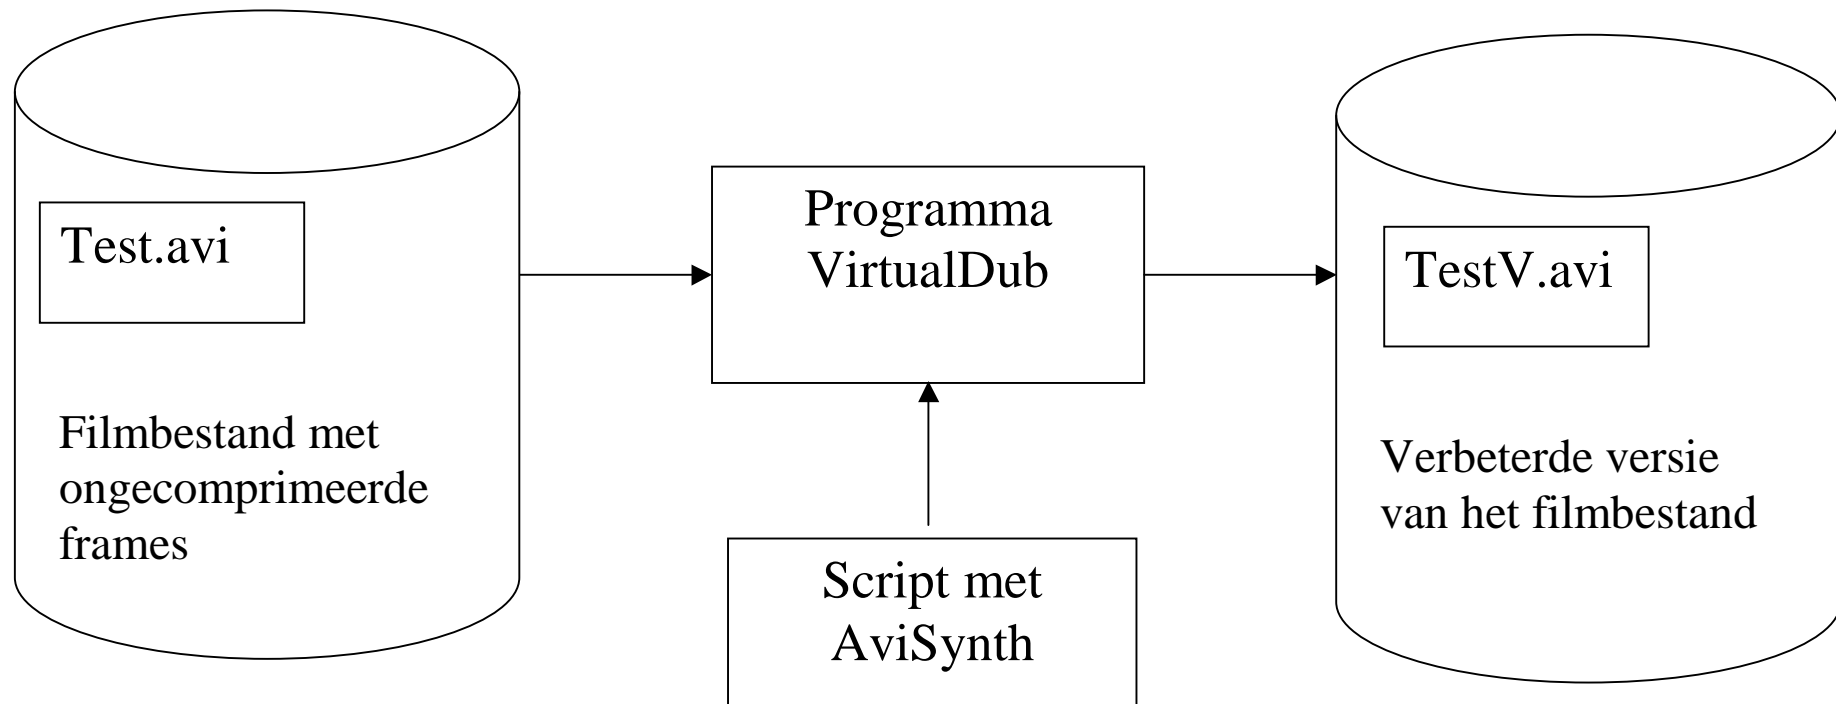 Test.avi
Filmbestand met
ongecomprimeerde
frames
Programma
VirtualDub
Script met
AviSynth
TestV.avi
Verbeterde versie
van het filmbestand